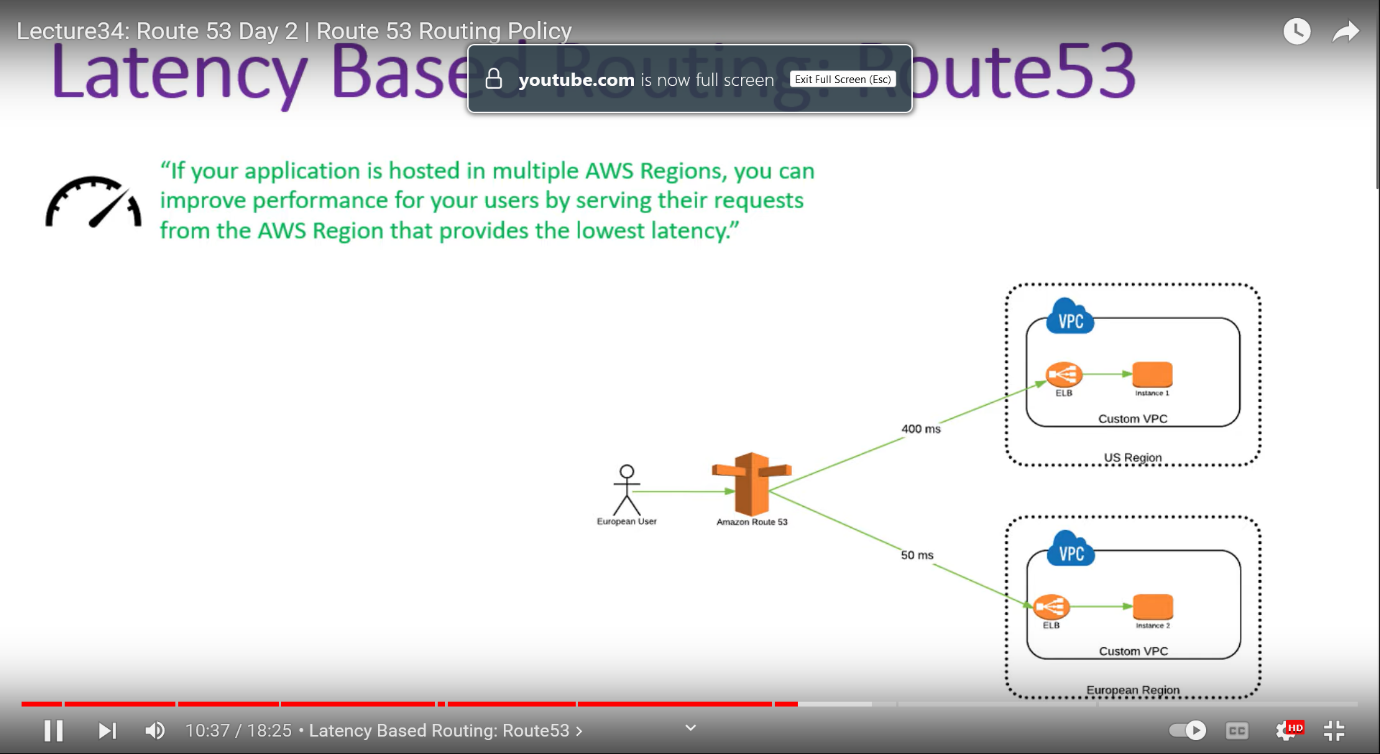 Lecture34: Route 53 Day 2 | Route 53 Routing Policy
Latency Based Routing: Route53
youtube.com is now full screen
Exit Full Screen (Esc)
“If your application is hosted in multiple AWS Regions, you can
improve performance for your users by serving their requests
from the AWS Region that provides the lowest latency.”
VPC
ELB
Instance 1
Custom VPC
US Region
400 ms
European User
Amazon Route 53
50 ms
VPC
ELB
Instance 2
Custom VPC
European Region
10:37 / 18:25 • Latency Based Routing: Route53 ›
CC
HD